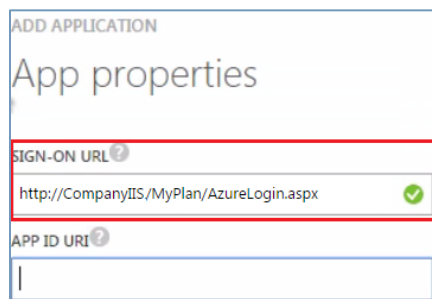 ADD APPLICATION
App properties
SIGN-ON URL?
http://CompanyIIS/MyPlan/AzureLogin.aspx
APP ID URI?